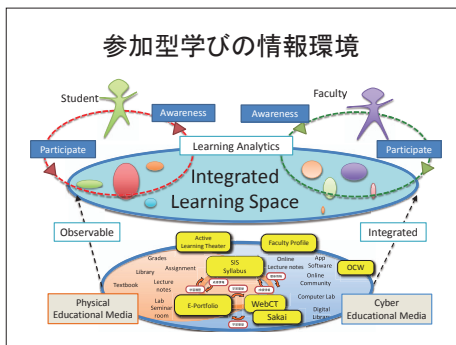 参加型学びの情報環境
Student
Faculty
Awareness
Awareness
Participate
Learning Analytics
Participate
Integrated
Learning Space
Observable
Integrated
Active
Learning Theater
Faculty Profile
Grades
Library
Assignment
SIS
Syllabus
Online
Lecture notes
App
Software
Online
Community
OCW
Textbook
Lecture
notes
Lab
Seminar
room
E-Portfolio
WebCT
Sakai
Computer Lab
Digital
Library
Physical
Educational Media
Cyber
Educational Media